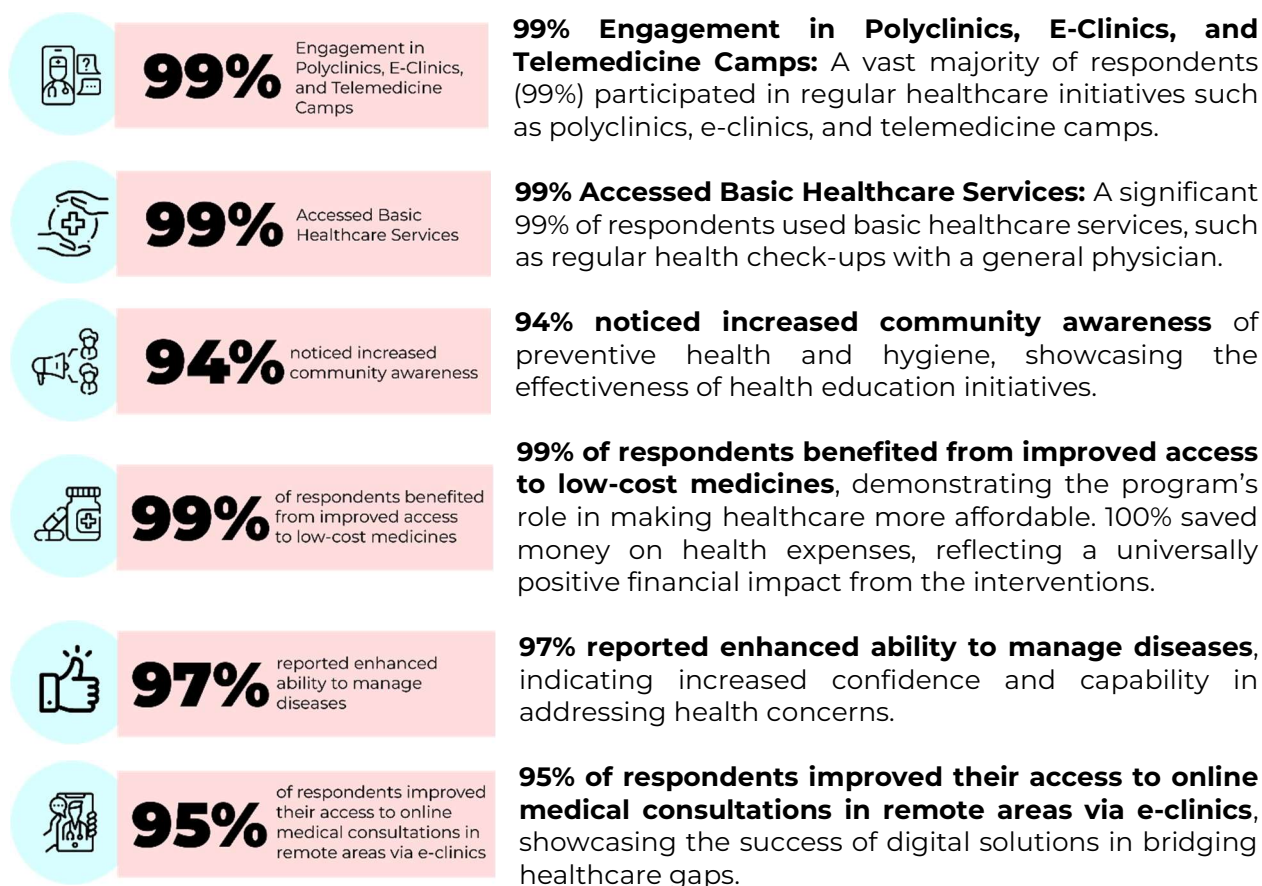 99%
Engagement in
Polyclinics, E-Clinics,
and Telemedicine
Camps
99% Engagement in Polyclinics, E-Clinics, and
Telemedicine Camps: A vast majority of respondents
(99%) participated in regular healthcare initiatives such
as polyclinics, e-clinics, and telemedicine camps.
99%
Accessed Basic
Healthcare Services
99% Accessed Basic Healthcare Services: A significant
99% of respondents used basic healthcare services, such
as regular health check-ups with a general physician.
94%
noticed increased
community awareness
94% noticed increased community awareness of
preventive health and hygiene, showcasing the
effectiveness of health education initiatives.
99%
of respondents benefited
from improved access
to low-cost medicines
99% of respondents benefited from improved access
to low-cost medicines, demonstrating the program's
role in making healthcare more affordable. 100% saved
money on health expenses, reflecting a universally
positive financial impact from the interventions.
97%
reported enhanced
ability to manage
diseases
97% reported enhanced ability to manage diseases,
indicating increased confidence and capability in
addressing health concerns.
95%
of respondents improved
their access to online
medical consultations in
remote areas via e-clinics
95% of respondents improved their access to online
medical consultations in remote areas via e-clinics,
showcasing the success of digital solutions in bridging
healthcare gaps.